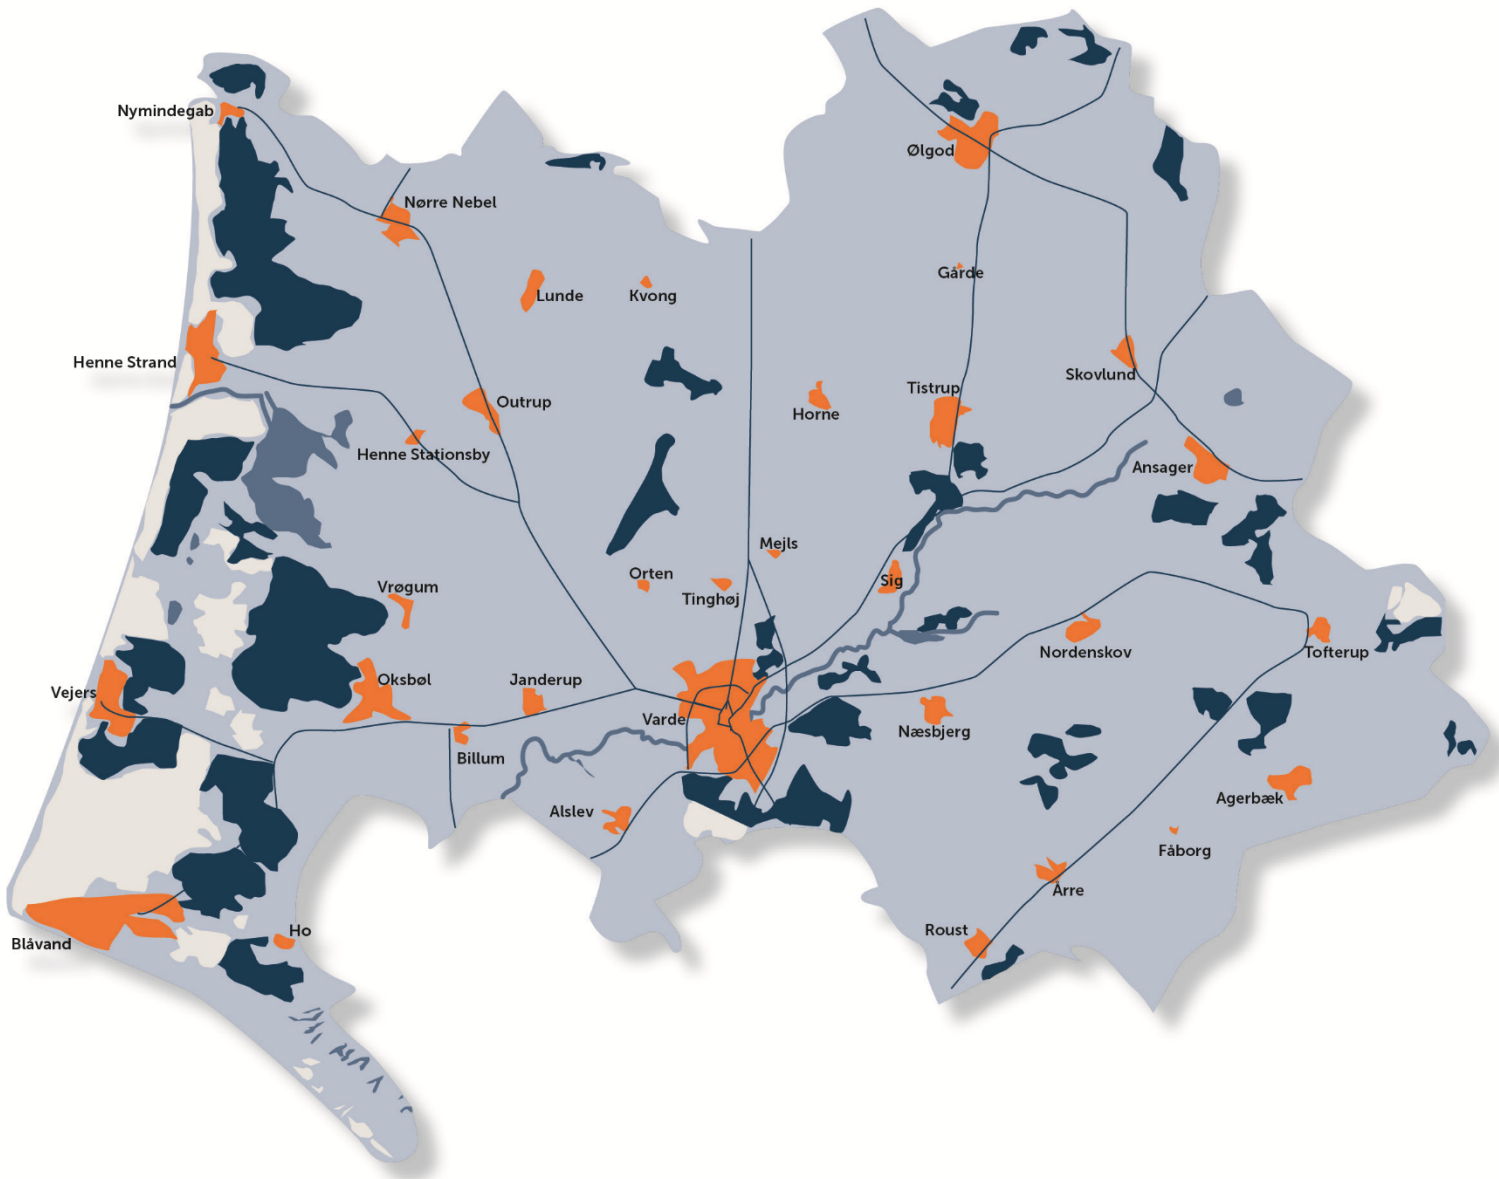 Nymindegab
Ølgod
Nørre Nebel
Gårde
Lunde
Kvong
Henne Strand
Skovlund
Tistrup
Outrup
Horne
Henne Stationsby
Ansager
Mejls
Orten
Sig
Vrøgum
Tinghøj
Nordenskov
Tofterup
Oksbøl
Janderup
Vejers
Varde
Næsbjerg
Billum
Agerbæk
Alslev
Fåborg
Årre
Ho
Roust
Blåvand